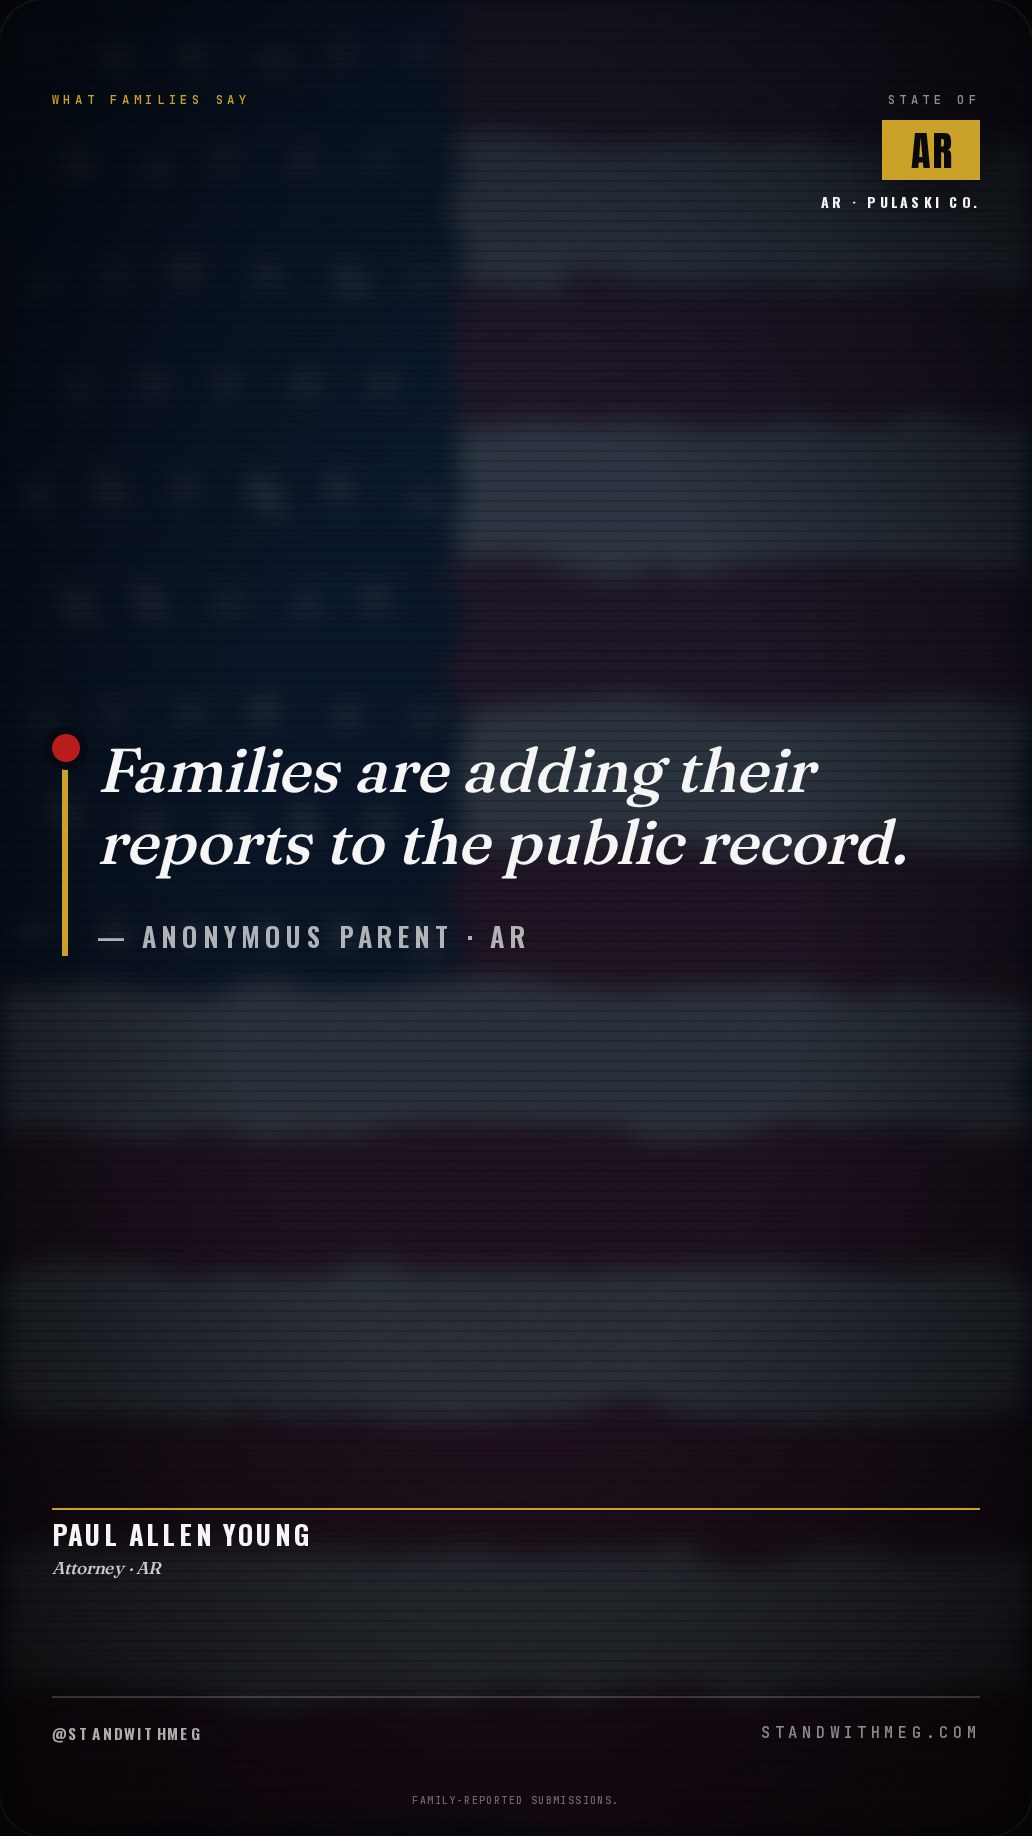 WHAT FAMILIES SAY
STATE OF
AR
AR · PULASKI CO.
Families are adding their
reports to the public record.
— ANONYMOUS PARENT · AR
PAUL ALLEN YOUNG
Attorney · AR
@STANDWITHMEG
STANDWITHMEG.COM
FAMILY-REPORTED SUBMISSIONS.